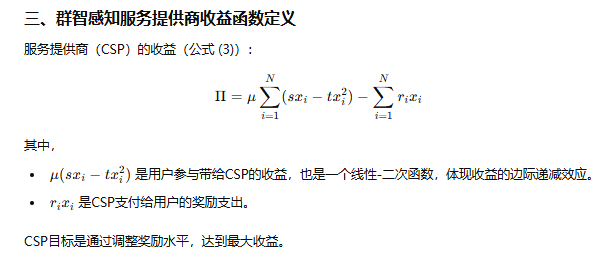 三、群智感知服务提供商收益函数定义
服务提供商（CSP）的收益（公式 (3)）：
Π = μ ∑_{i=1}^{N} (sx_i − tx_i^2) − ∑_{i=1}^{N} r_i x_i
其中，
• μ(sx_i − tx_i^2) 是用户参与带给CSP的收益，也是一个线性-二次函数，体现收益的边际递减效应。
• r_i x_i 是CSP支付给用户的奖励支出。
CSP目标是通过调整奖励水平，达到最大收益。